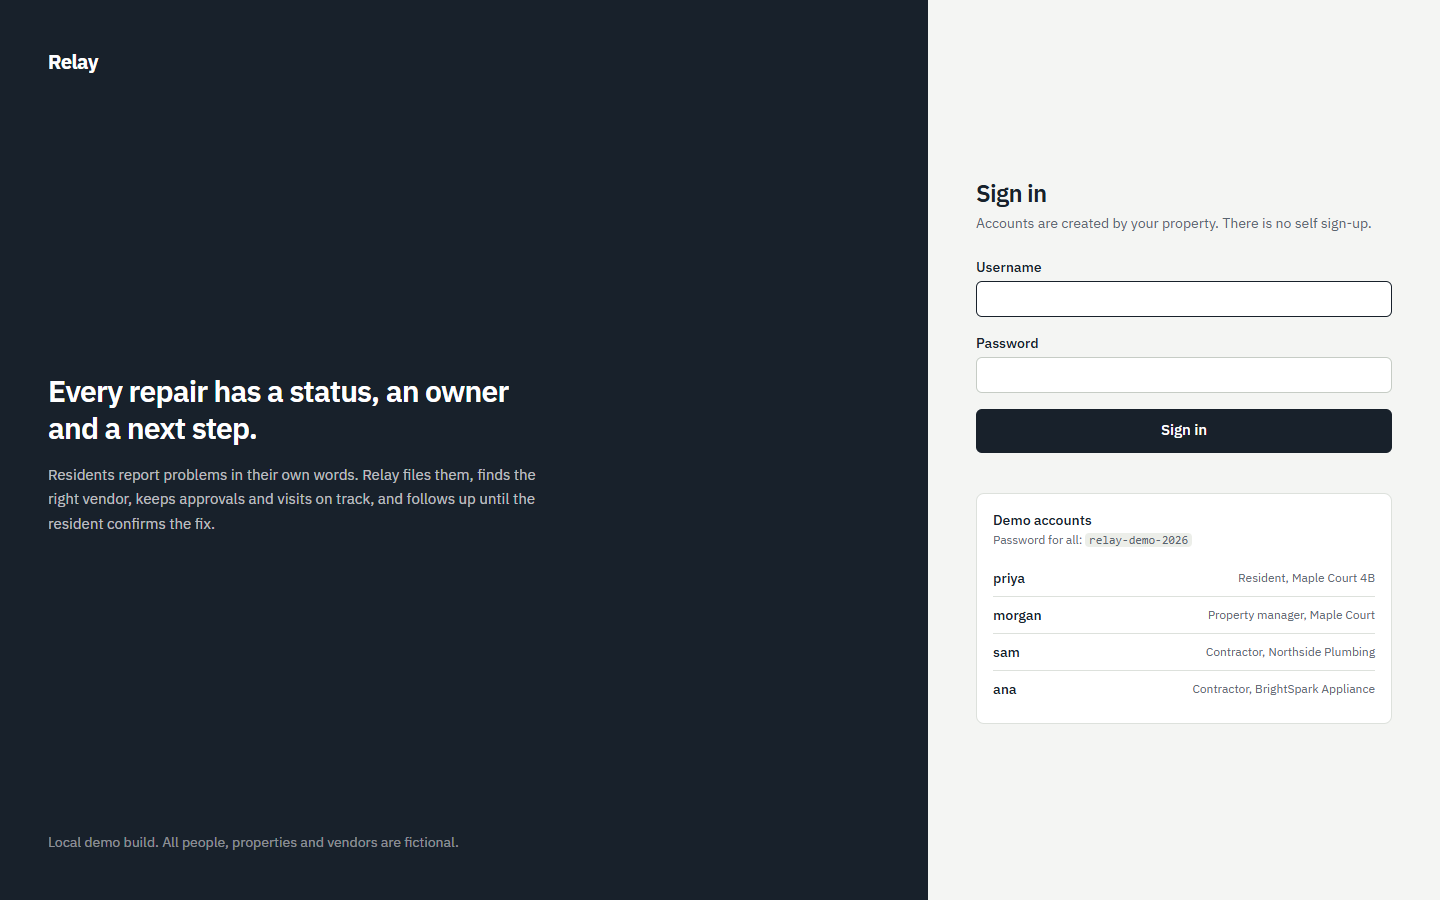 Relay
Every repair has a status, an owner
and a next step.
Residents report problems in their own words. Relay files them, finds the
right vendor, keeps approvals and visits on track, and follows up until the
resident confirms the fix.
Local demo build. All people, properties and vendors are fictional.
Sign in
Accounts are created by your property. There is no self sign-up.
Username
Password
Sign in
Demo accounts
Password for all: relay-demo-2026
priya Resident, Maple Court 4B
morgan Property manager, Maple Court
sam Contractor, Northside Plumbing
ana Contractor, BrightSpark Appliance